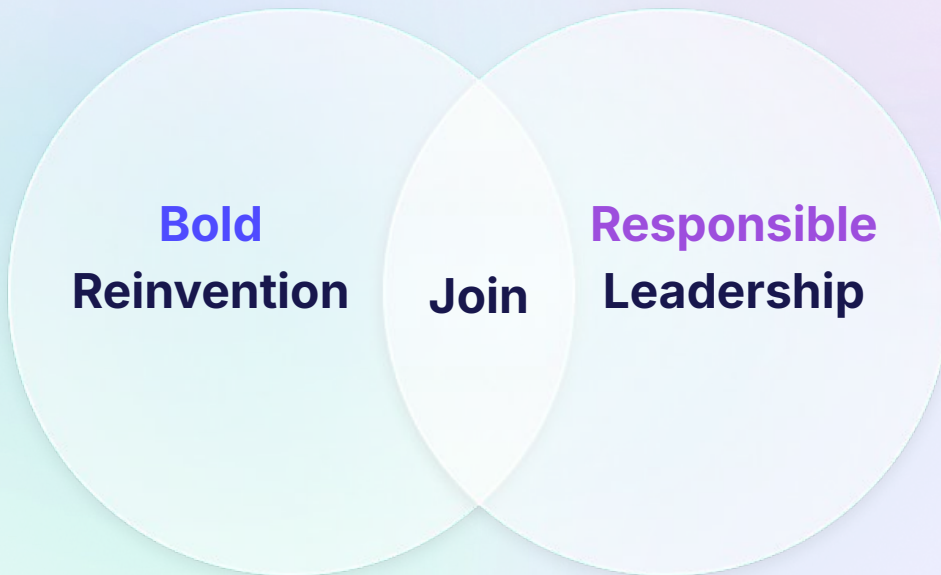 Bold
Reinvention
Join
Responsible
Leadership